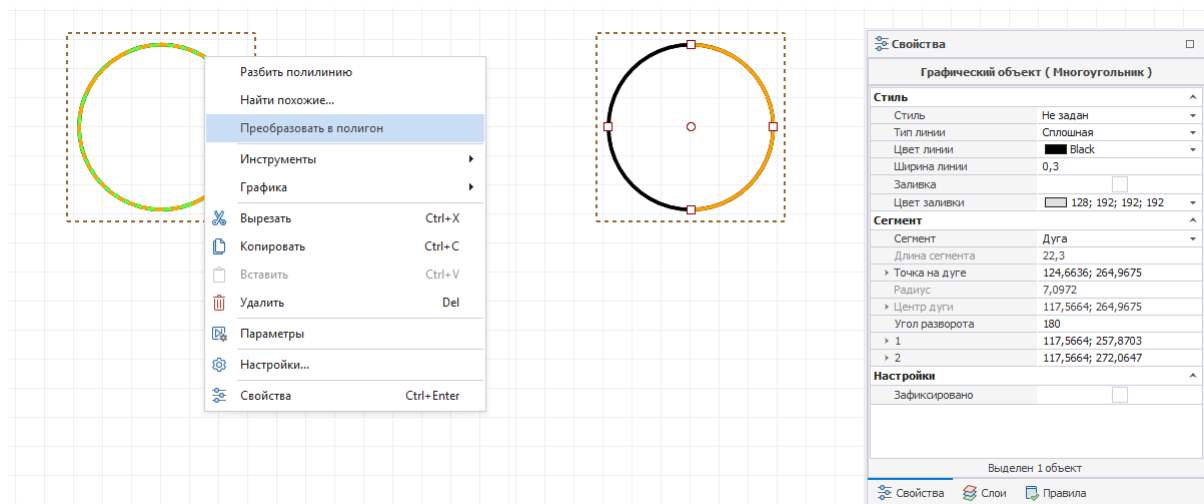 Разбить полилинию
Найти похожие...
Преобразовать в полигон
Инструменты
Графика
Вырезать Ctrl+X
Копировать Ctrl+C
Вставить Ctrl+V
Удалить Del
Параметры
Настройки...
Свойства Ctrl+Enter
Свойства
Графический объект ( Многоугольник )
Стиль
Стиль Не задан
Тип линии Сплошная
Цвет линии Black
Ширина линии 0,3
Заливка
Цвет заливки 128; 192; 192; 192
Сегмент
Сегмент Дуга
Длина сегмента 22,3
Точка на дуге 124,6636; 264,9675
Радиус 7,0972
Центр дуги 117,5664; 264,9675
Угол разворота 180
1 117,5664; 257,8703
2 117,5664; 272,0647
Настройки
Зафиксировано
Выделен 1 объект
Свойства Слои Правила